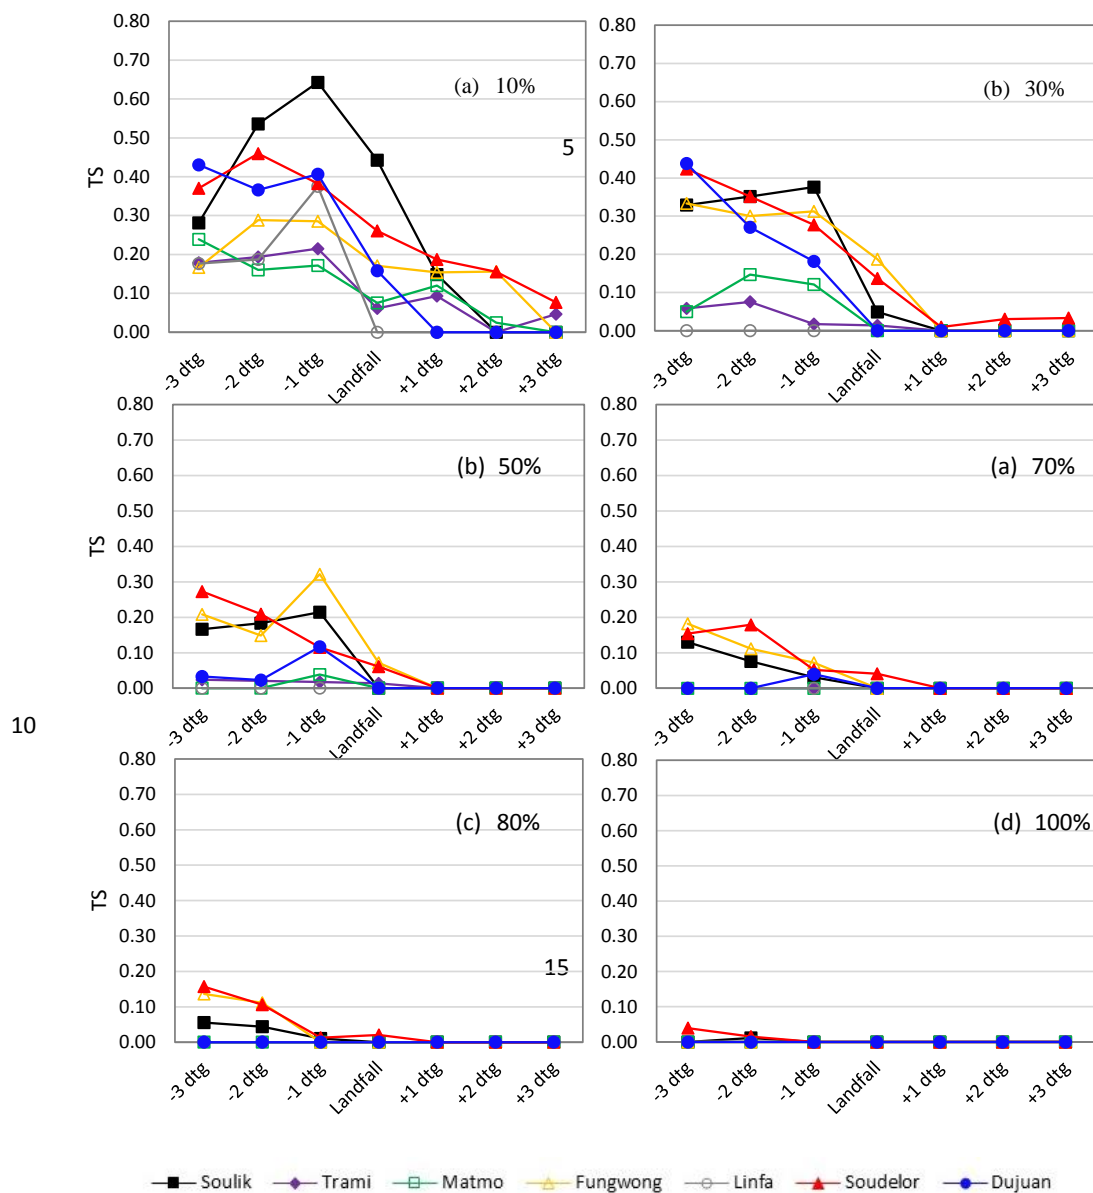 0.80
0.70
0.60
0.50
0.40
0.30
0.20
0.10
0.00
TS
(a) 10%
5
-3 dtg
-2 dtg
-1 dtg
Landfall
+1 dtg
+2 dtg
+3 dtg
0.80
0.70
0.60
0.50
0.40
0.30
0.20
0.10
0.00
(b) 30%
-3 dtg
-2 dtg
-1 dtg
Landfall
+1 dtg
+2 dtg
+3 dtg
0.80
0.70
0.60
0.50
0.40
0.30
0.20
0.10
0.00
TS
(b) 50%
10
-3 dtg
-2 dtg
-1 dtg
Landfall
+1 dtg
+2 dtg
+3 dtg
0.80
0.70
0.60
0.50
0.40
0.30
0.20
0.10
0.00
(a) 70%
-3 dtg
-2 dtg
-1 dtg
Landfall
+1 dtg
+2 dtg
+3 dtg
0.80
0.70
0.60
0.50
0.40
0.30
0.20
0.10
0.00
TS
(c) 80%
15
-3 dtg
-2 dtg
-1 dtg
Landfall
+1 dtg
+2 dtg
+3 dtg
0.80
0.70
0.60
0.50
0.40
0.30
0.20
0.10
0.00
(d) 100%
-3 dtg
-2 dtg
-1 dtg
Landfall
+1 dtg
+2 dtg
+3 dtg
Soulik Trami Matmo Fungwong Linfa Soudelor Dujuan